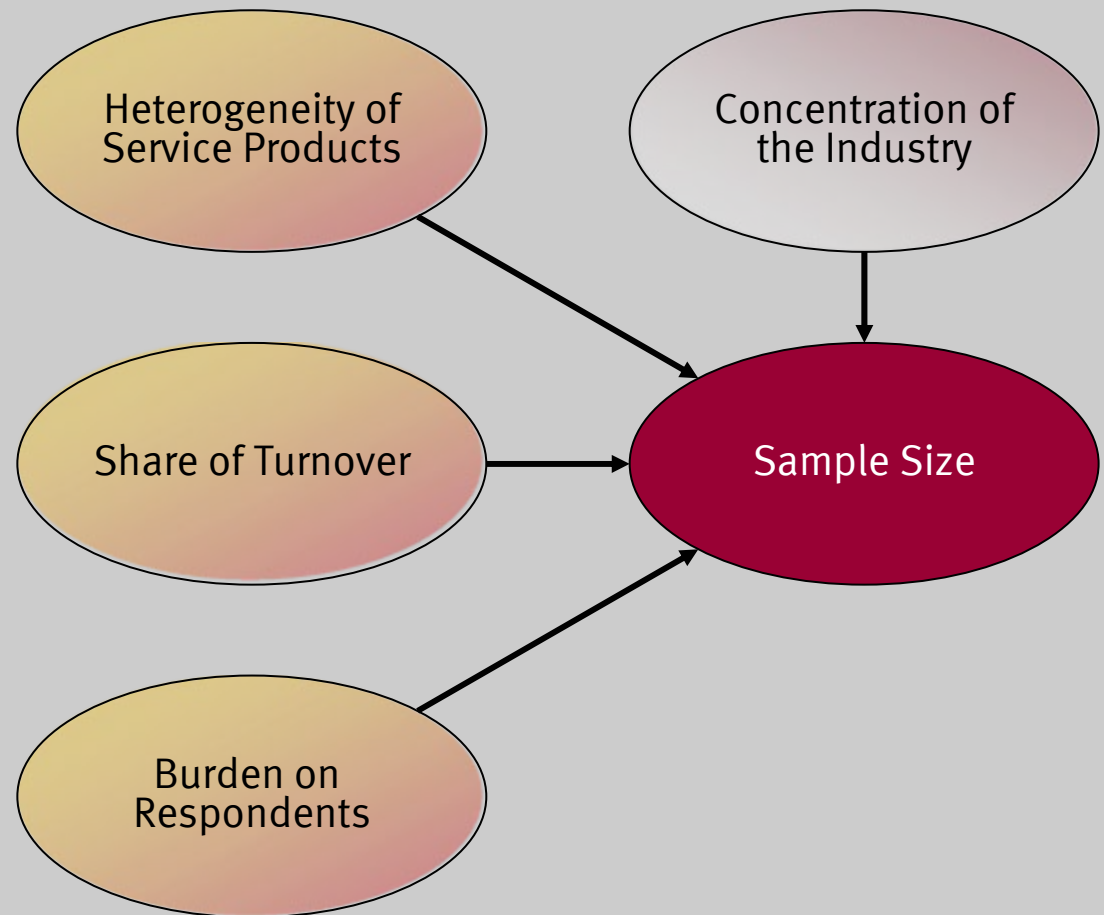 Heterogeneity of
Service Products
Concentration of
the Industry
Share of Turnover
Sample Size
Burden on
Respondents